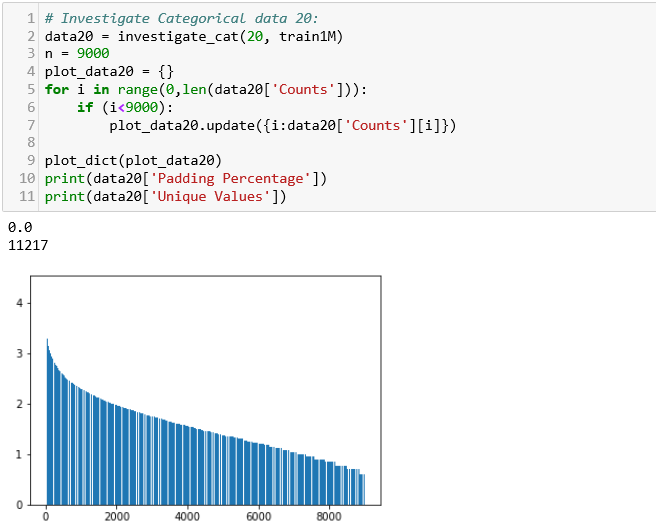 1 # Investigate Categorical data 20:
2 data20 = investigate_cat(20, train1M)
3 n = 9000
4 plot_data20 = {}
5 for i in range(0,len(data20['Counts'])):
6     if (i<9000):
7         plot_data20.update({i:data20['Counts'][i]})
8
9 plot_dict(plot_data20)
10 print(data20['Padding Percentage'])
11 print(data20['Unique Values'])
0.0
11217
4
3
2
1
0
0 2000 4000 6000 8000